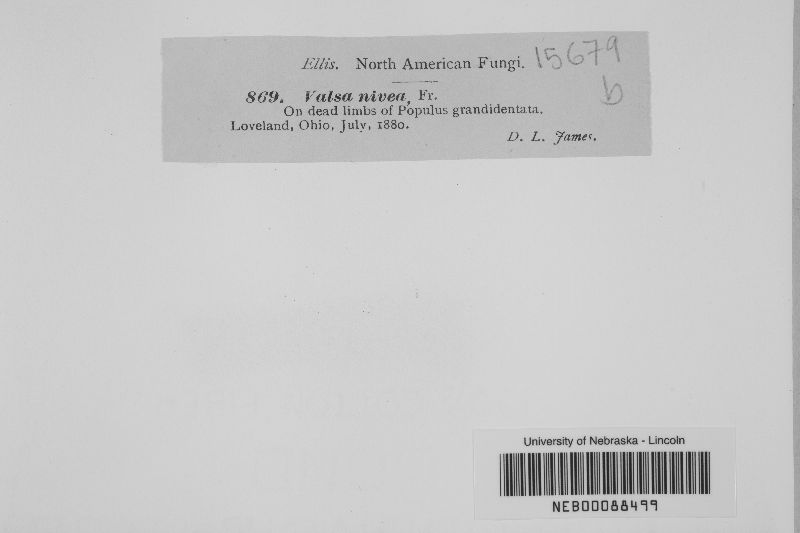 Ellis. North American Fungi. 15679
b
869. Valsa nivea, Fr.
On dead limbs of Populus grandidentata.
Loveland, Ohio, July, 1880.
D. L. James.
University of Nebraska - Lincoln
NEB00088499